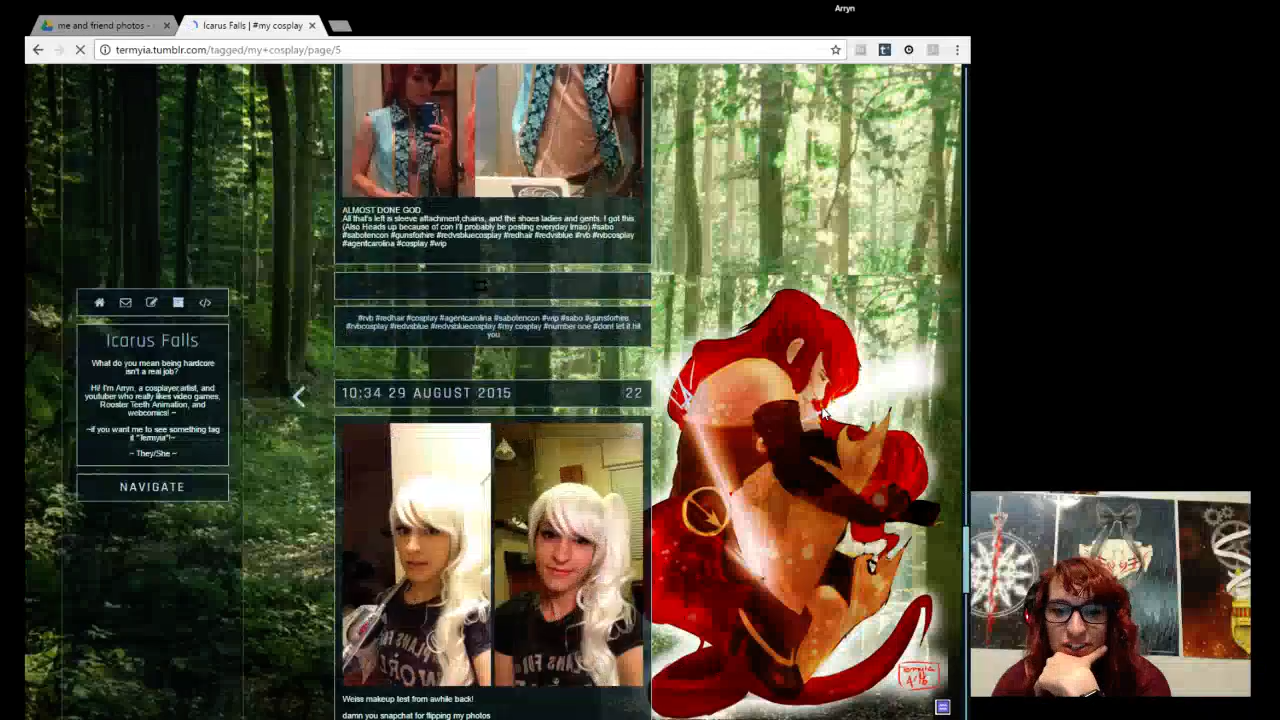 Arryn
me and friend photos -
Icarus Falls | #my cosplay
termyia.tumblr.com/tagged/my+cosplay/page/5
ALMOST DONE GOD.
All that's left is sleeve attachment chains, and the shoes ladies and gents. I got this
(Also Heads up because of con I'll probably be posting everyday lmao) #sabo
#sabotencon #gunsforhire #redvsbluecosplay #redhair #redvsblue #rvb #rvbcosplay
#agentcarolina #cosplay #wip
#rvb #redhair #cosplay #agentcarolina #sabotencon #wip #sabo #gunsforhire
#rvbcosplay #redvsblue #redvsbluecosplay #my cosplay #number one #dont let it hit
you
Icarus Falls
What do you mean being hardcore
isn't a real job?
Hi! I'm Arryn, a cosplayer,artist, and
youtuber who really likes video games,
Rooster Teeth Animation, and
webcomics! ~
~if you want me to see something tag
it "Termyia"!~
~ They/She ~
NAVIGATE
10:34 29 AUGUST 2015
22
Weiss makeup test from awhile back!
damn you snapchat for flipping my photos